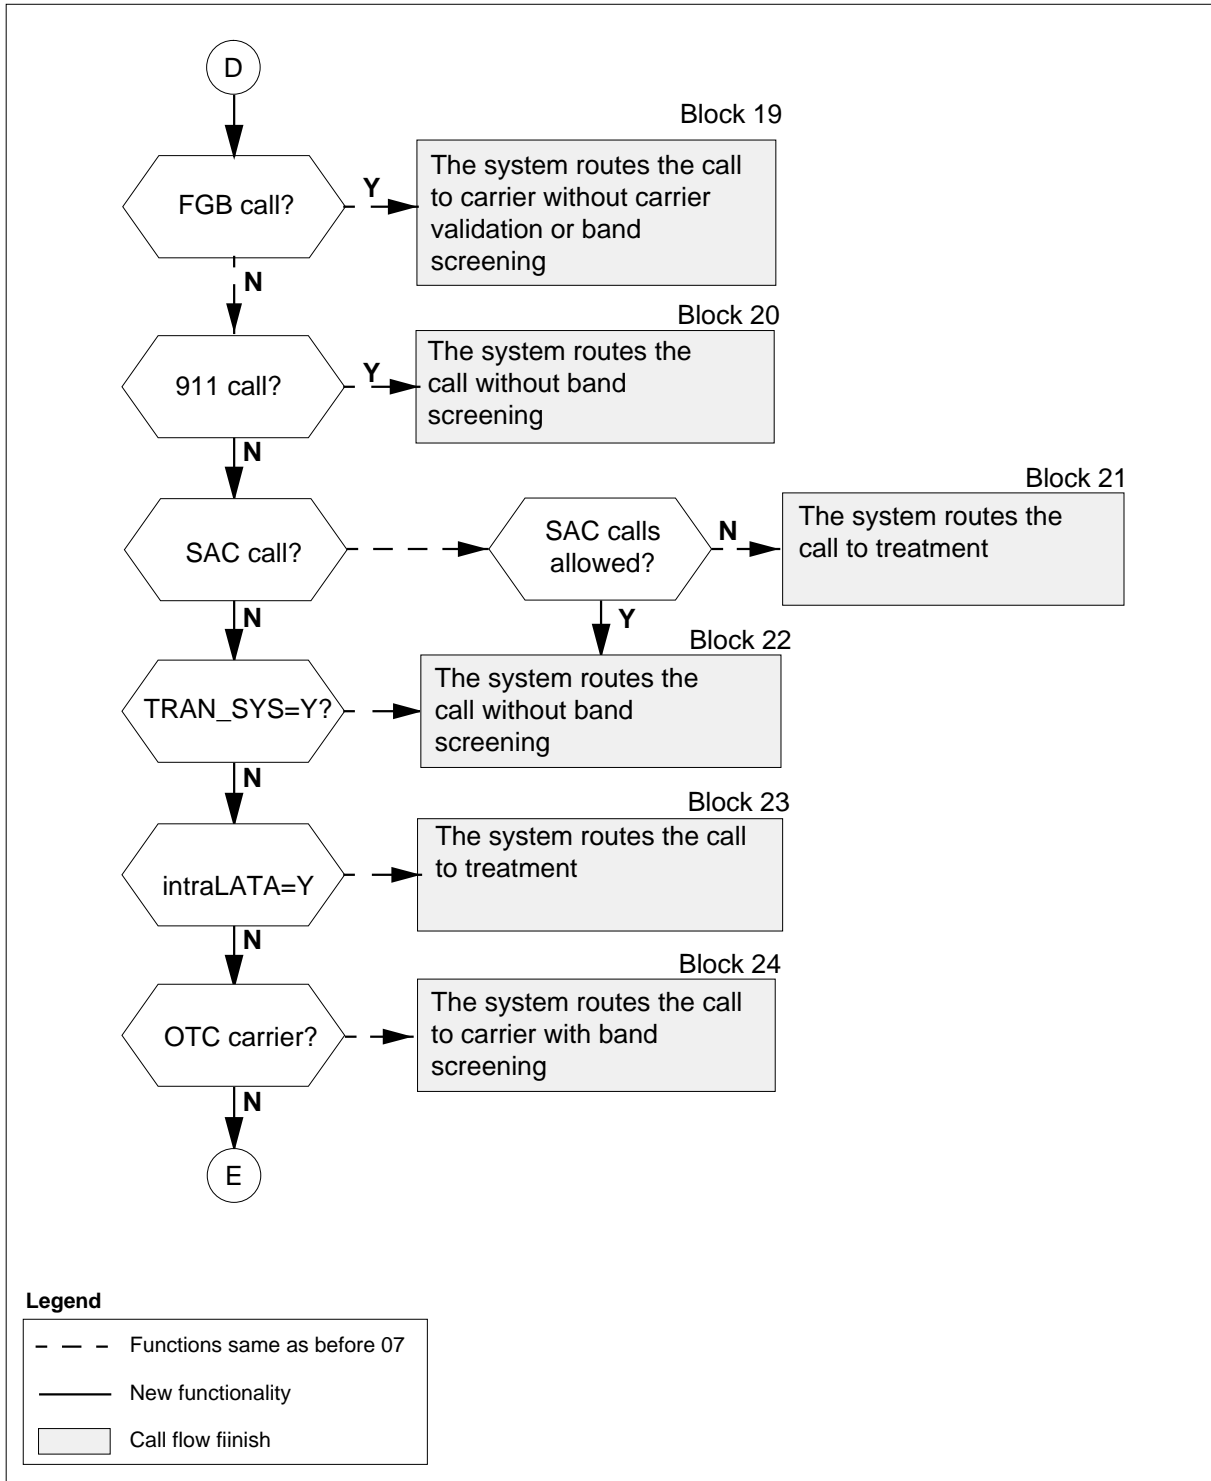 D
Block 19
FGB call?
Y
The system routes the call
to carrier without carrier
validation or band
screening
N
Block 20
911 call?
Y
The system routes the
call without band
screening
N
Block 21
SAC call?
SAC calls
allowed?
N
The system routes the
call to treatment
N
Y
Block 22
TRAN_SYS=Y?
The system routes the
call without band
screening
N
Block 23
intraLATA=Y
The system routes the call
to treatment
N
Block 24
OTC carrier?
The system routes the call
to carrier with band
screening
N
E
Legend
Functions same as before 07
New functionality
Call flow fiinish